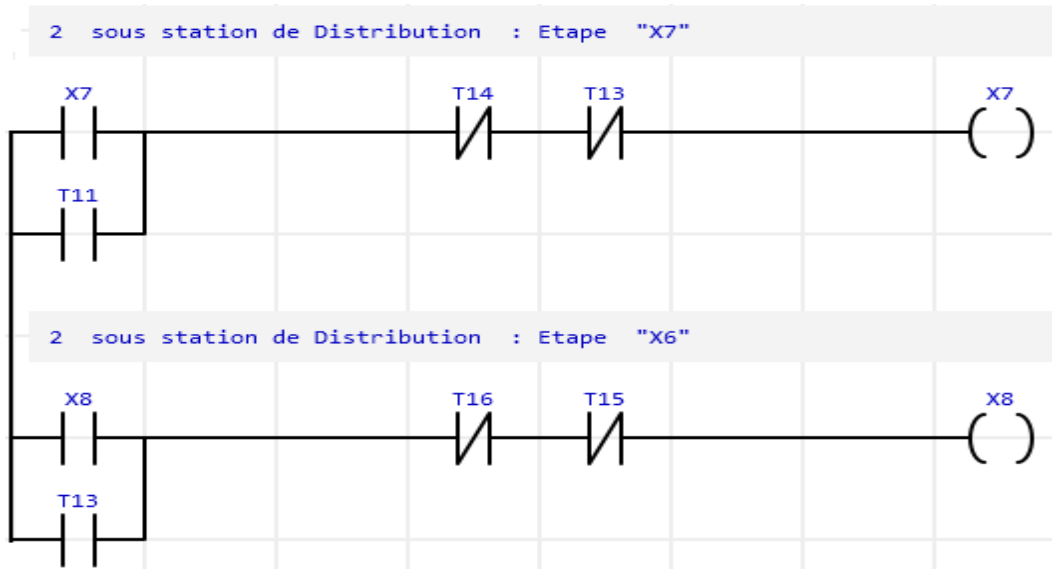 2 sous station de Distribution : Etape "X7"
X7 T14 T13 X7
T11
2 sous station de Distribution : Etape "X6"
X8 T16 T15 X8
T13